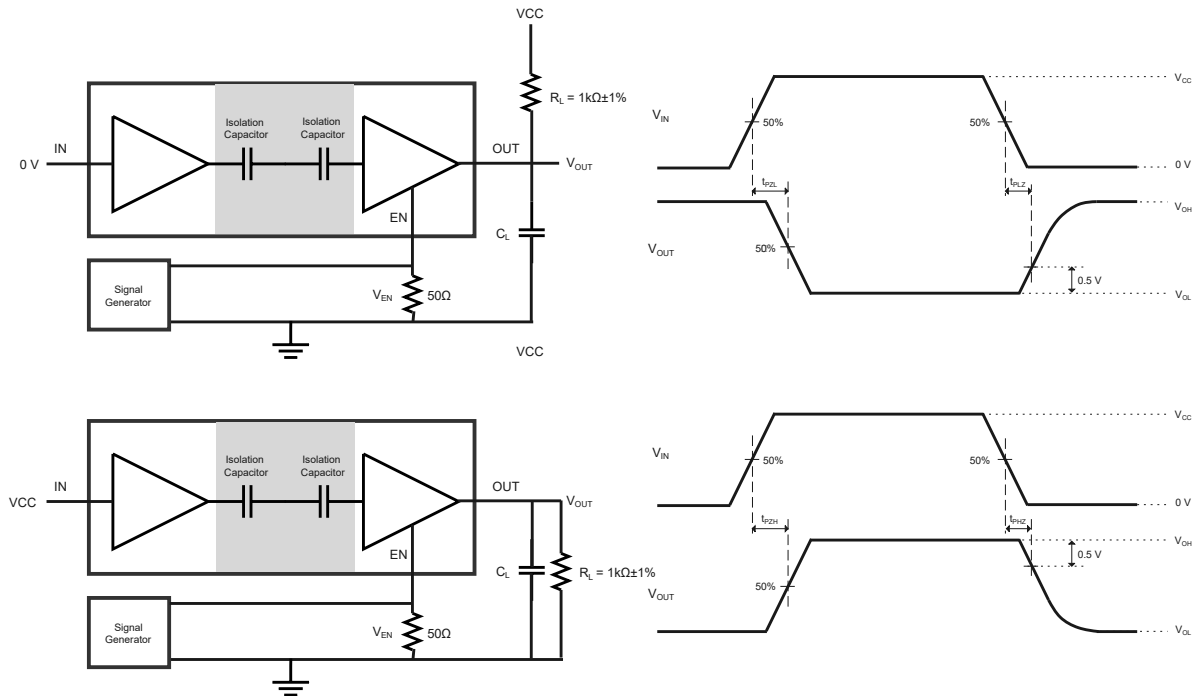 VCC
R_L = 1kΩ±1%
Isolation
Capacitor
Isolation
Capacitor
0 V
IN
OUT
V_OUT
EN
C_L
Signal
Generator
V_EN
50Ω
V_CC
V_IN
50%
50%
0 V
t_PZL
t_PLZ
V_OH
V_OUT
50%
0.5 V
V_OL
VCC
Isolation
Capacitor
Isolation
Capacitor
VCC
IN
OUT
V_OUT
EN
C_L
R_L = 1kΩ±1%
Signal
Generator
V_EN
50Ω
V_CC
V_IN
50%
50%
0 V
t_PZH
t_PHZ
V_OH
0.5 V
50%
V_OUT
V_OL